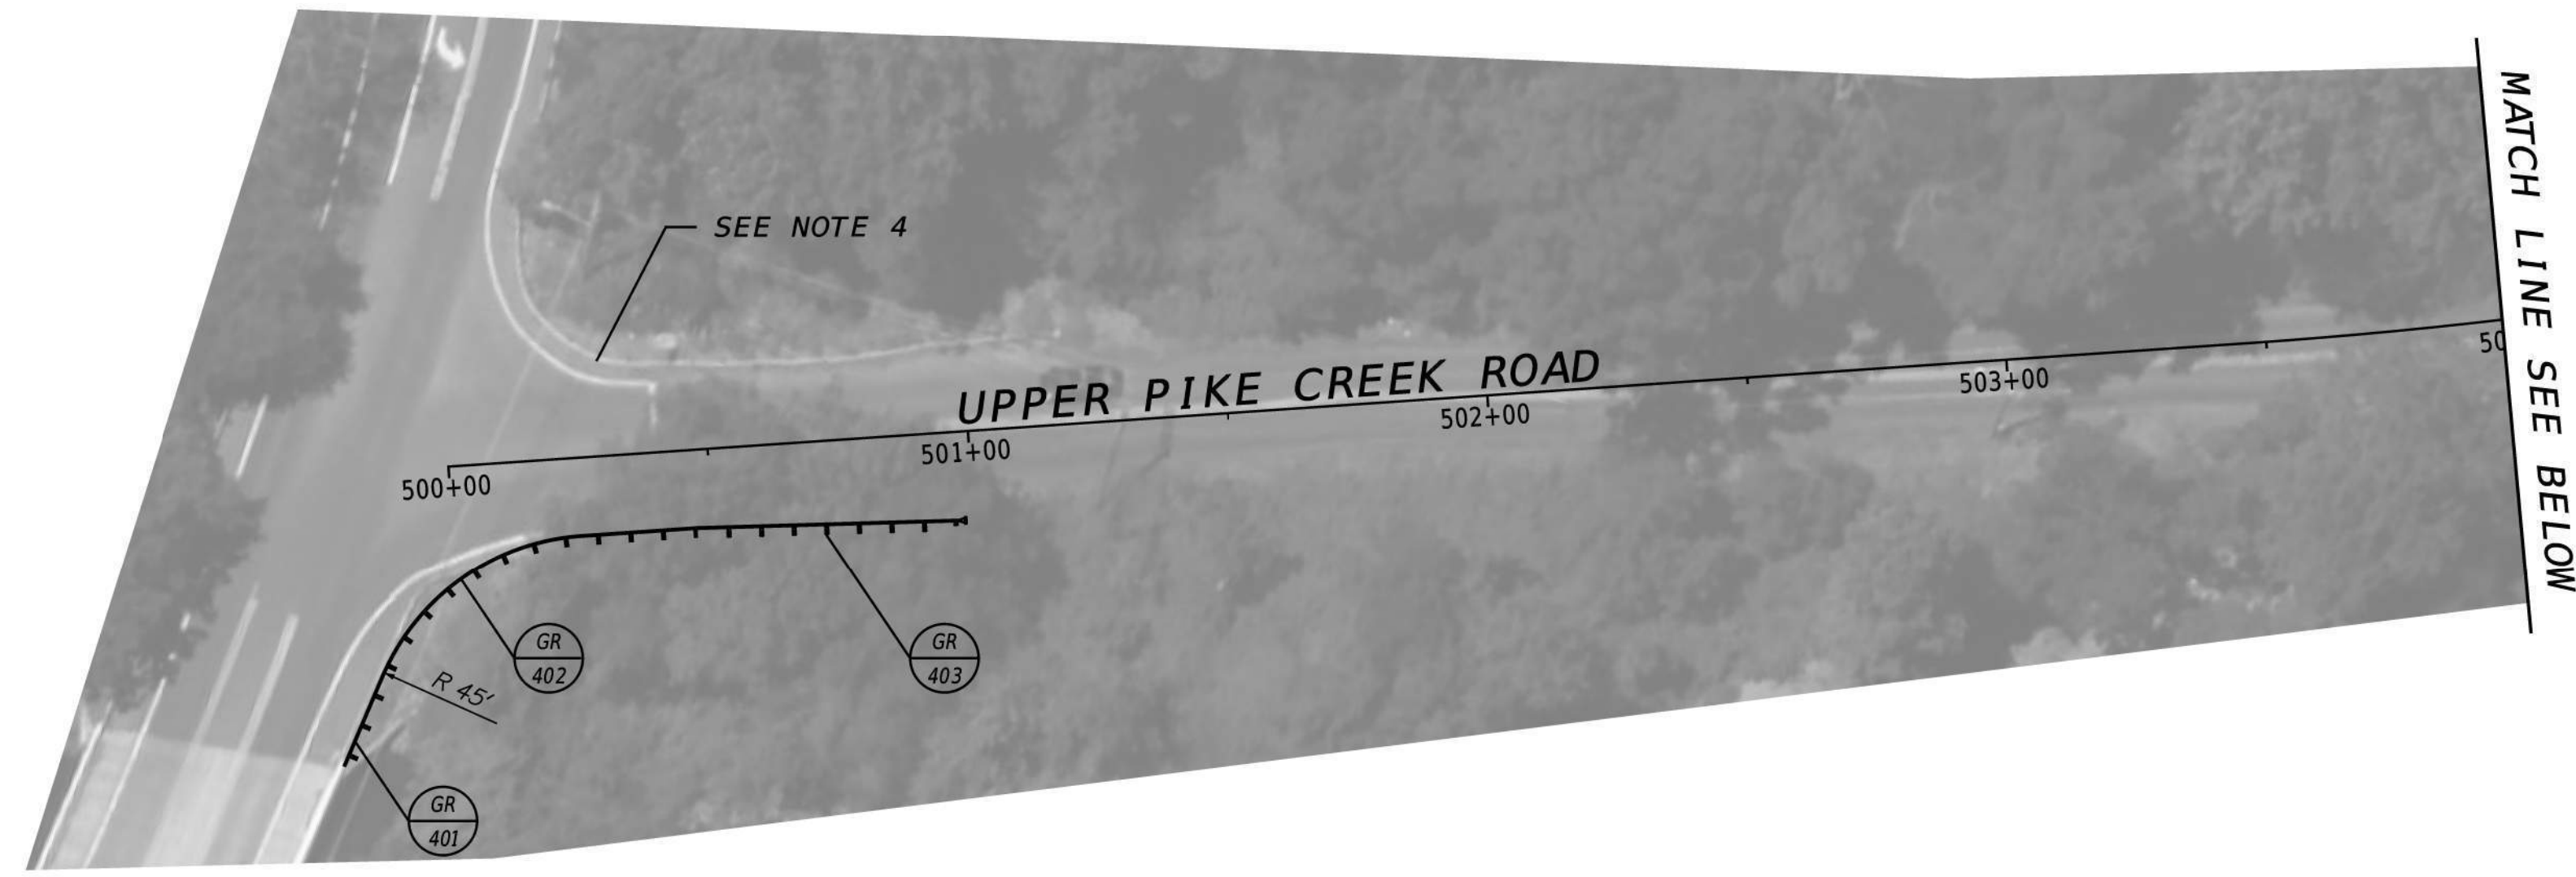 SEE NOTE 4
UPPER PIKE CREEK ROAD
500+00
501+00
502+00
503+00
50
MATCH LINE SEE BELOW
R 45'
GR
402
GR
403
GR
401